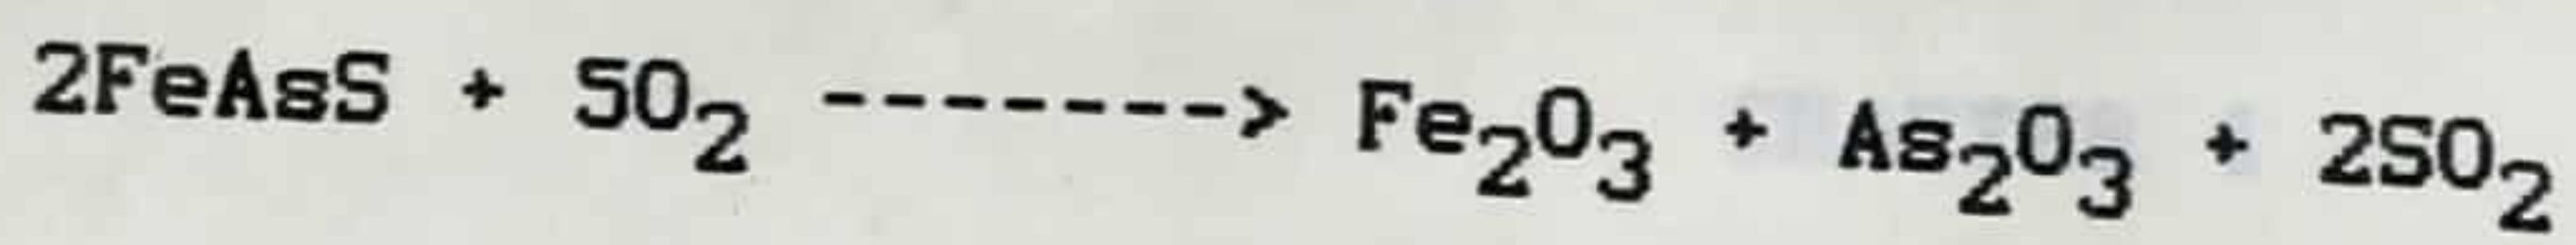 2FeAsS + 5O₂ --------> Fe₂O₃ + As₂O₃ + 2SO₂